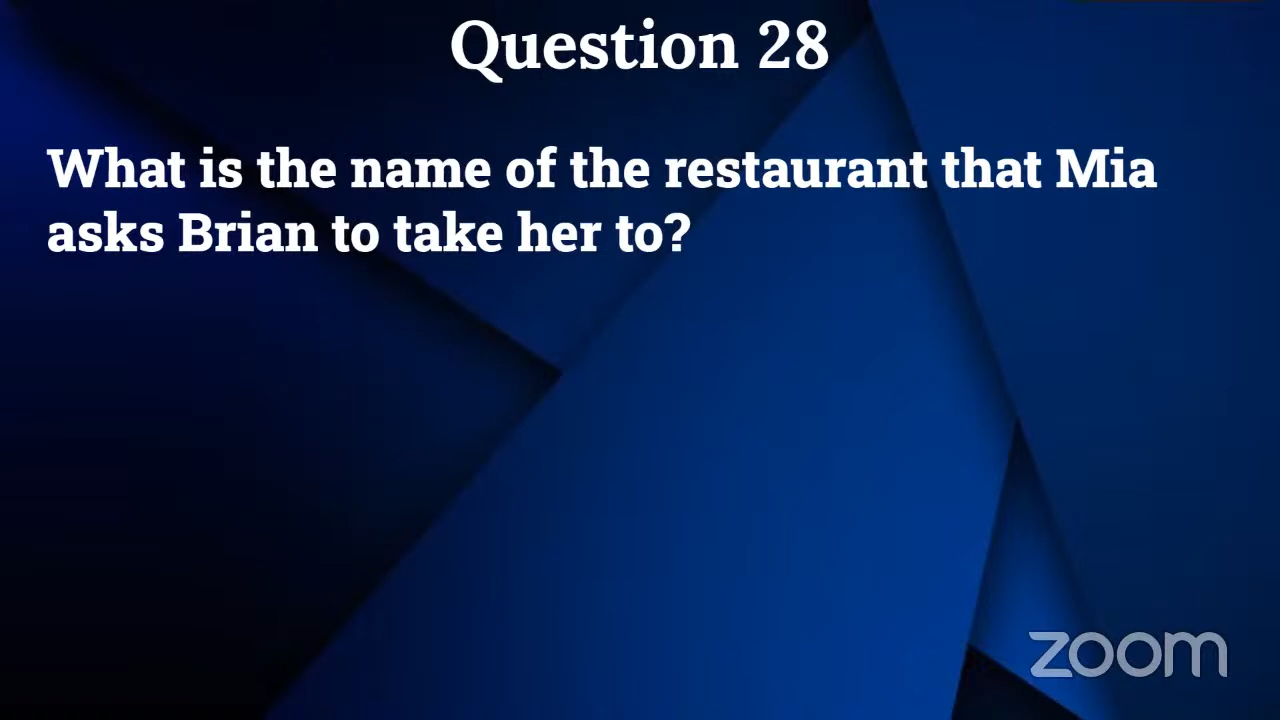 Question 28
What is the name of the restaurant that Mia
asks Brian to take her to?
zoom